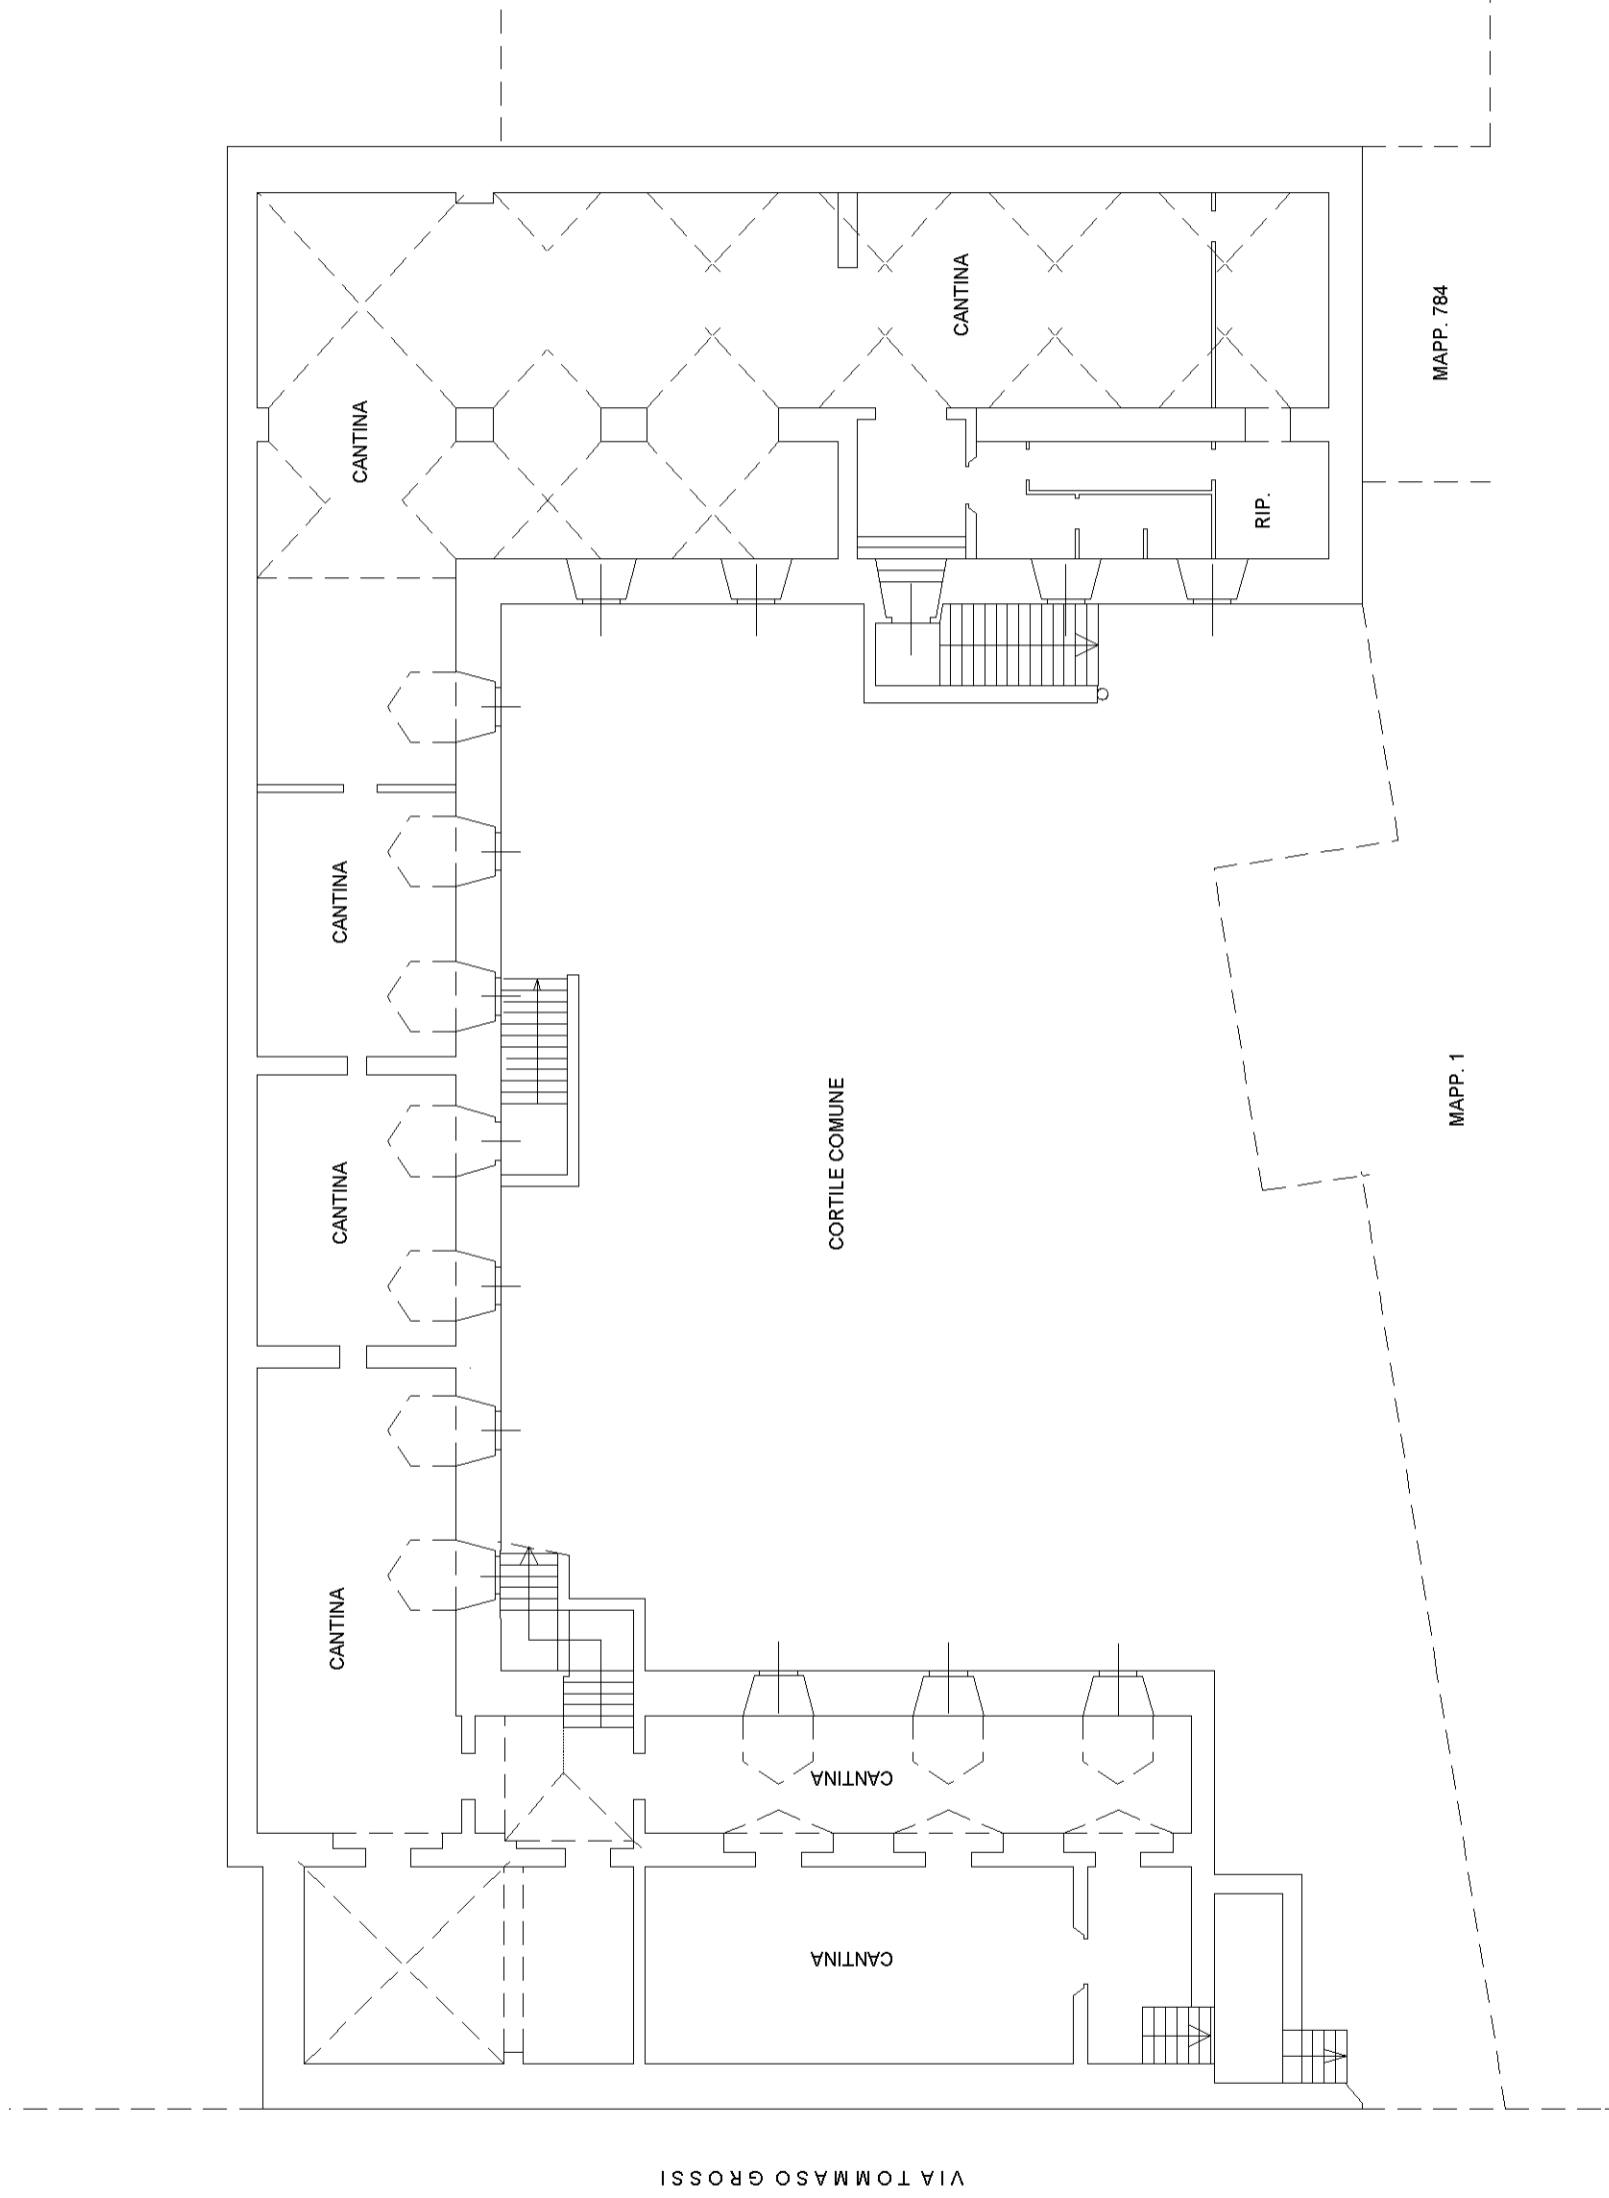 CANTINA
MAPP. 784
CANTINA
RIP.
CANTINA
CANTINA
CORTILE COMUNE
MAPP. 1
CANTINA
CANTINA
CANTINA
VIA TOMMASO GROSSI